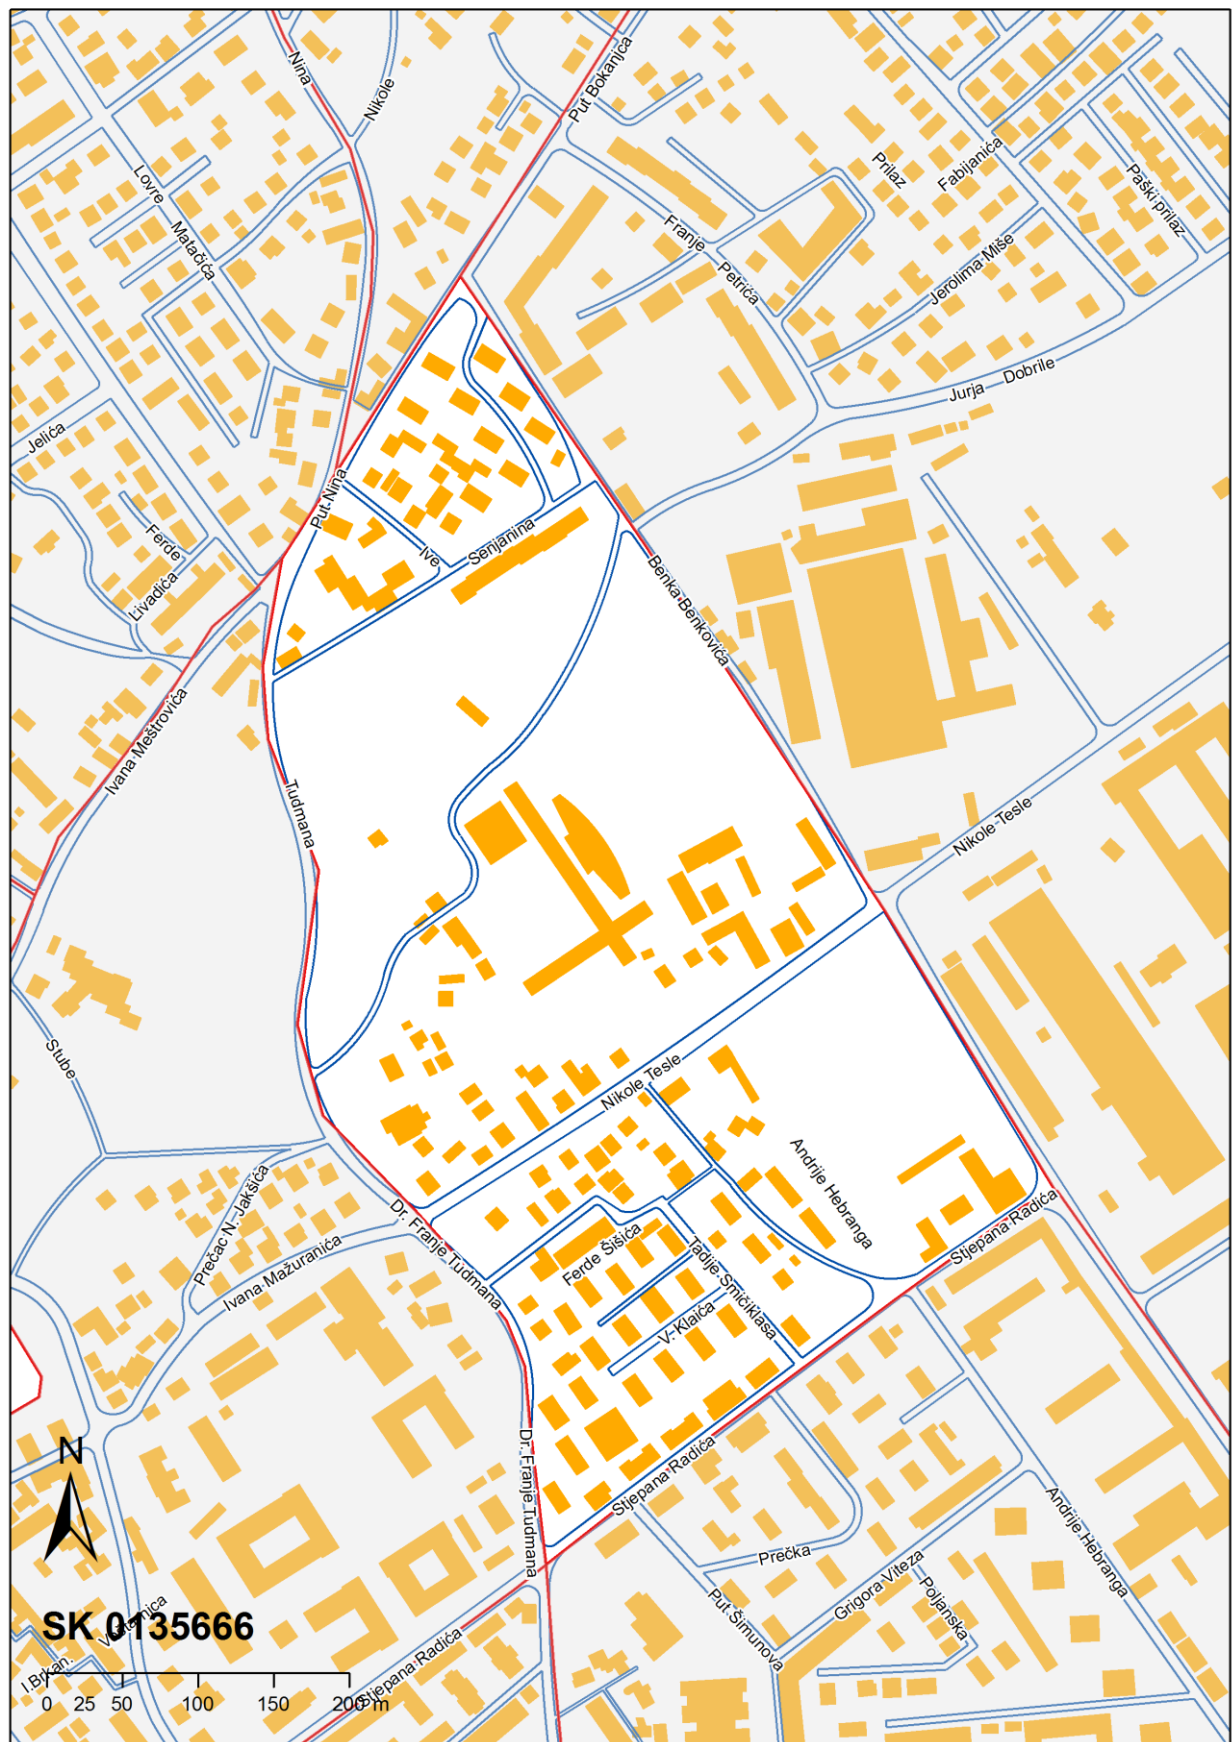 Nina
Nikole
Put Bokanjca
Lovre
Matačića
Prilaz
Fabijanića
Paški prilaz
Franje
Petrića
Jerolima Miše
Jurja Dobrile
Jelića
Put Nina
Ferde
Livadića
Ive
Senjanina
Benka Benkovića
Ivana Meštrovića
Tuđmana
Nikole Tesle
Stube
Nikole Tesle
Andrije Hebranga
Prečac N. Jakšića
Ivana Mažuranića
Dr. Franje Tuđmana
Ferde Šišića
Tadije Smičiklasa
V. Klaića
Stjepana Radića
Dr. Franje Tuđmana
Stjepana Radića
Andrije Hebranga
N
Prečka
Grigora Viteza
Poljanska
Put Šimunova
SK 0135666
I.Brkan.
Stjepana Radića
0 25 50 100 150 200 m